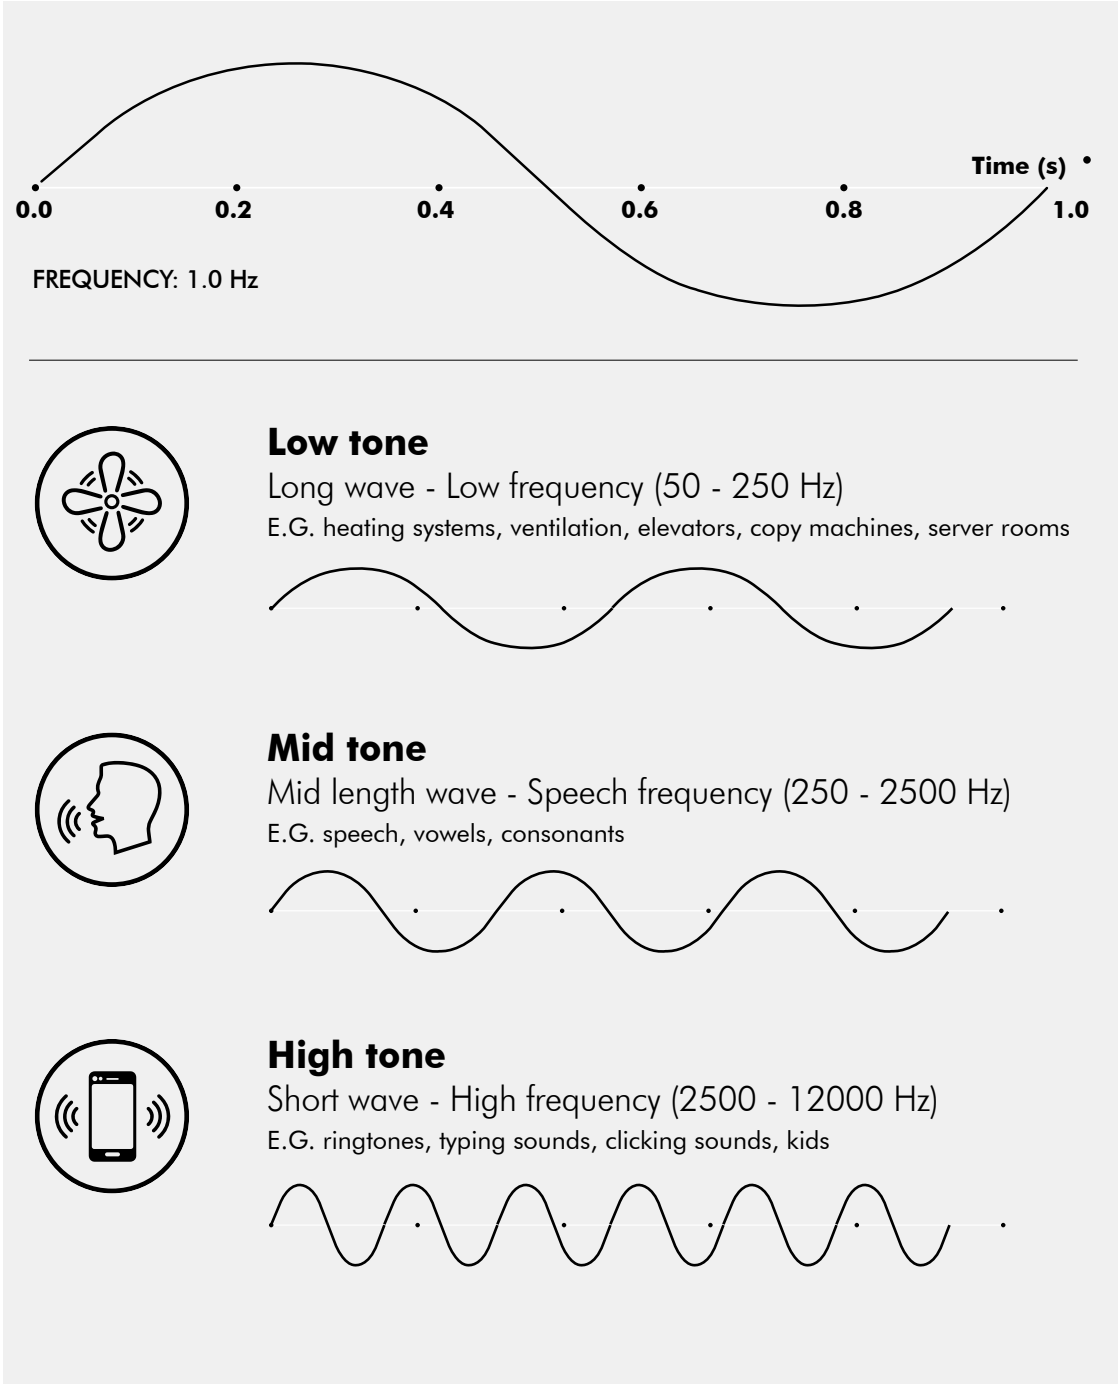 Time (s)
0.0 0.2 0.4 0.6 0.8 1.0
FREQUENCY: 1.0 Hz
Low tone
Long wave - Low frequency (50 - 250 Hz)
E.G. heating systems, ventilation, elevators, copy machines, server rooms
Mid tone
Mid length wave - Speech frequency (250 - 2500 Hz)
E.G. speech, vowels, consonants
High tone
Short wave - High frequency (2500 - 12000 Hz)
E.G. ringtones, typing sounds, clicking sounds, kids